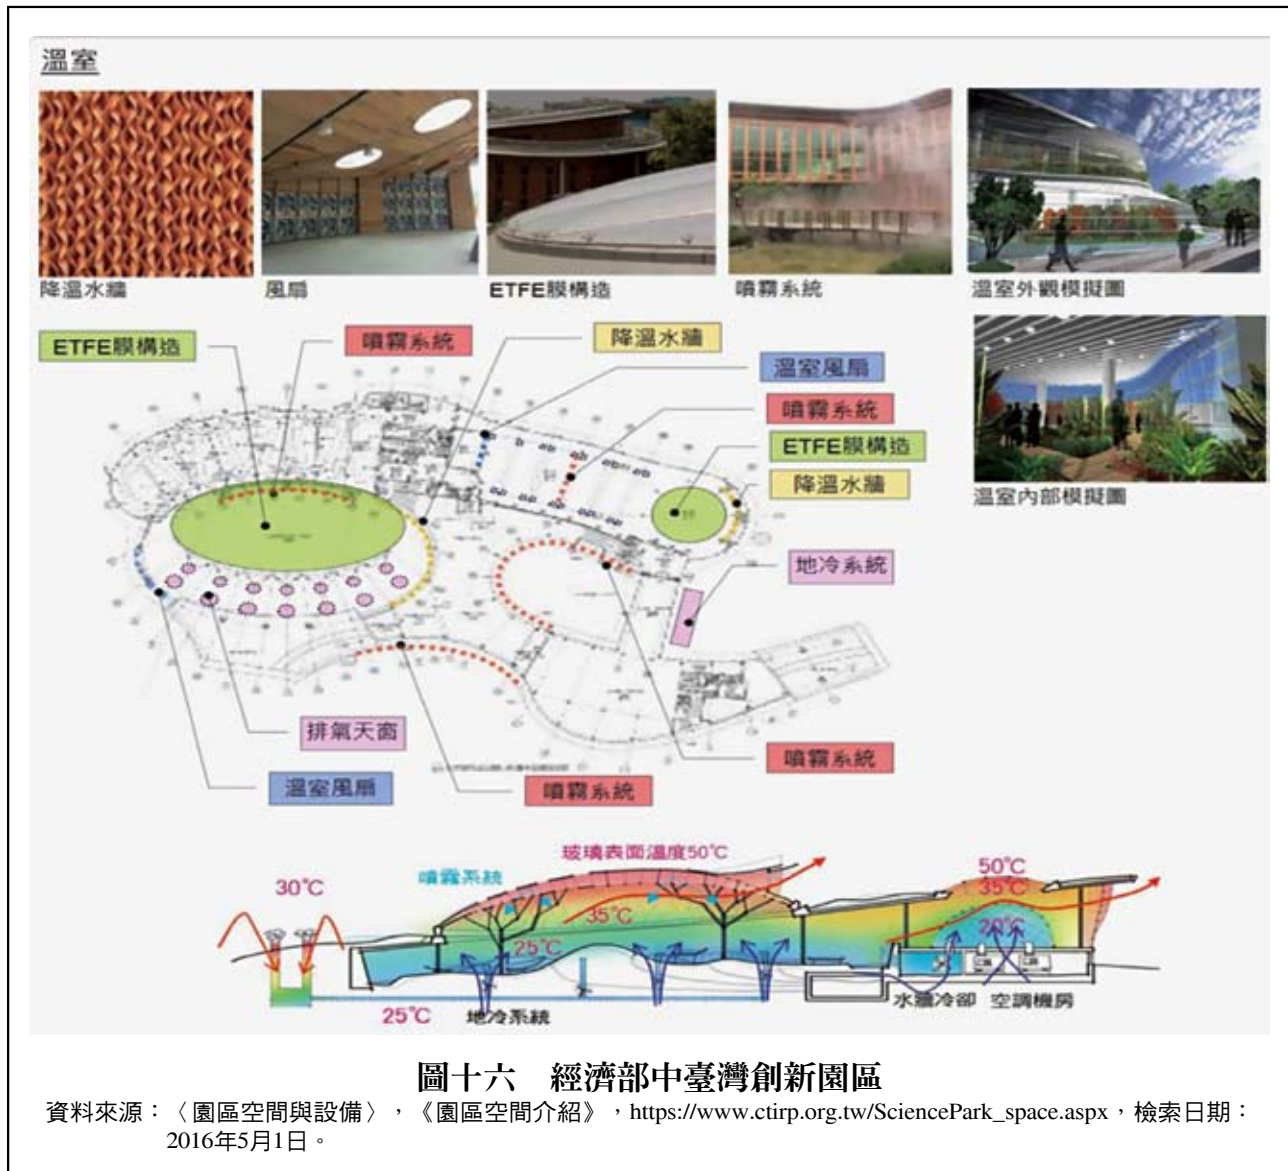 溫室
降溫水牆
風扇
ETFE膜構造
噴霧系統
溫室外觀模擬圖
ETFE膜構造
噴霧系統
降溫水牆
溫室風扇
噴霧系統
ETFE膜構造
降溫水牆
溫室內部模擬圖
地冷系統
排氣天窗
噴霧系統
溫室風扇
噴霧系統
玻璃表面溫度50℃
噴霧系統
30℃
50℃
35℃
35℃
20℃
25℃
水牆冷卻
空調機房
25℃
地冷系統
圖十六 經濟部中臺灣創新園區
資料來源：〈園區空間與設備〉，《園區空間介紹》，https://www.ctirp.org.tw/SciencePark_space.aspx，檢索日期：
2016年5月1日。